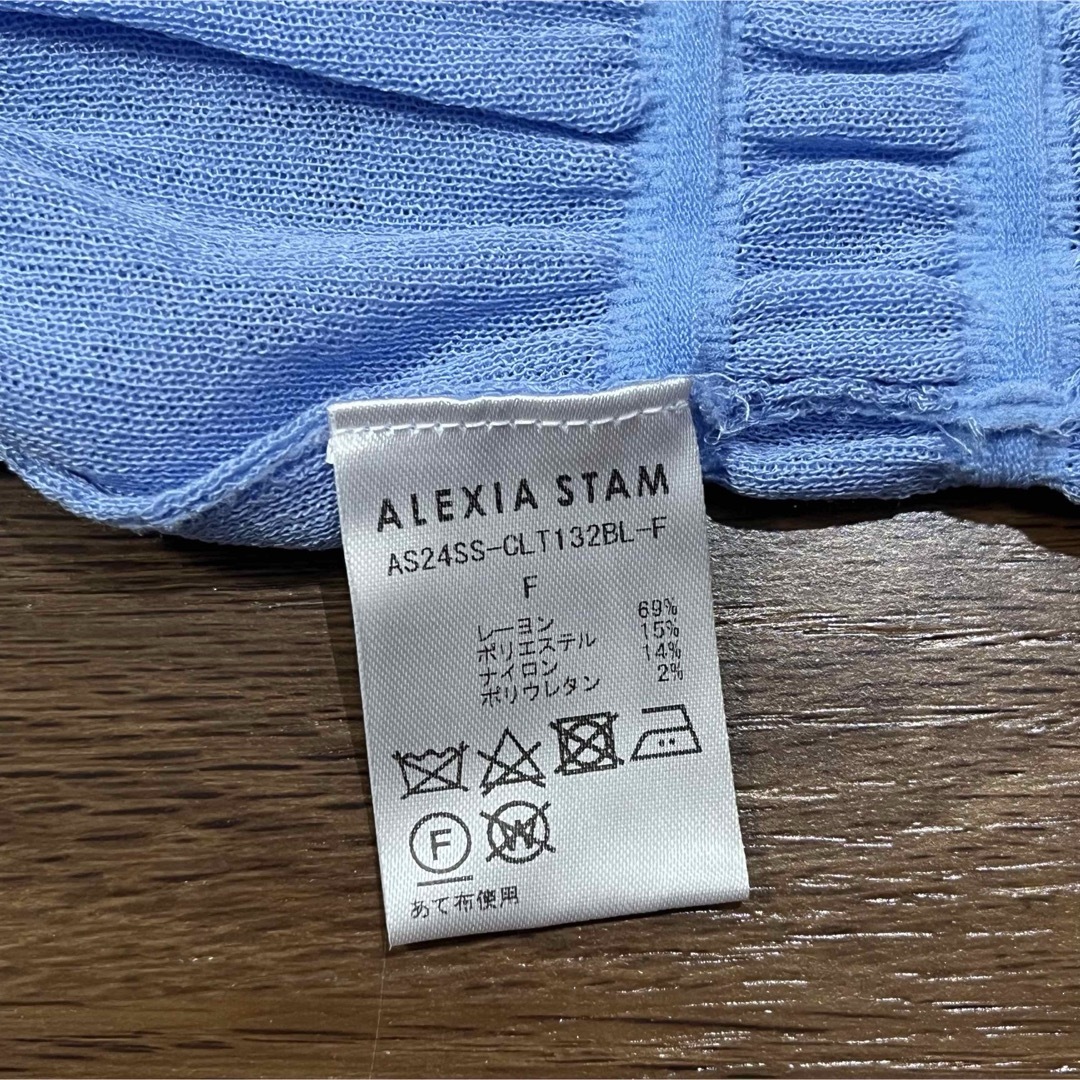 ALEXIA STAM
AS24SS-CLT132BL-F
F
レーヨン 69%
ポリエステル 15%
ナイロン 14%
ポリウレタン 2%
F W
あて布使用